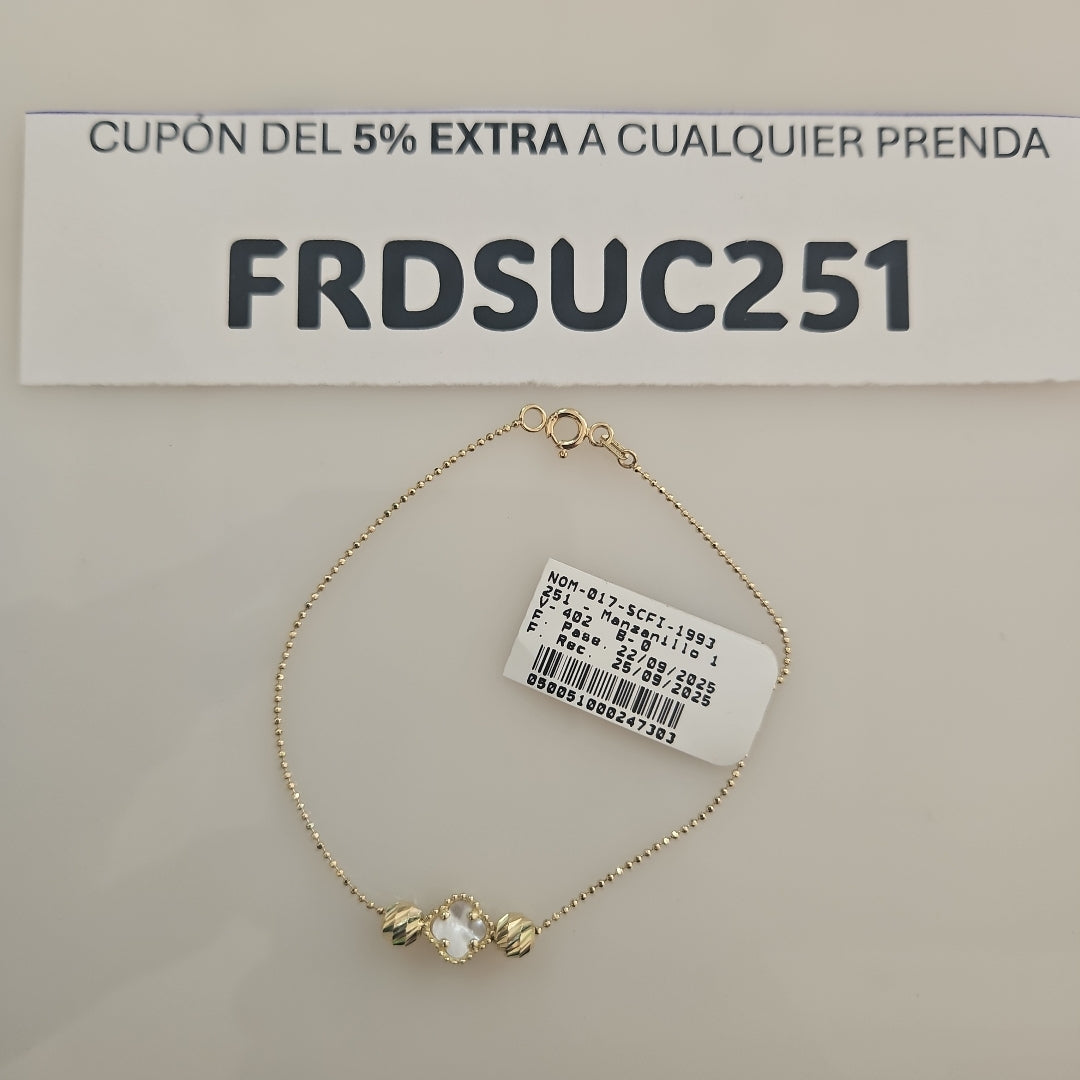 CUPÓN DEL 5% EXTRA A CUALQUIER PRENDA
FRDSUC251
NOM-017-SCFI-1993
251 - Manzanillo 1
V- 402 B-0
F. Pase. 22/09/2025
F. Rec. 25/09/2025
050051000247303